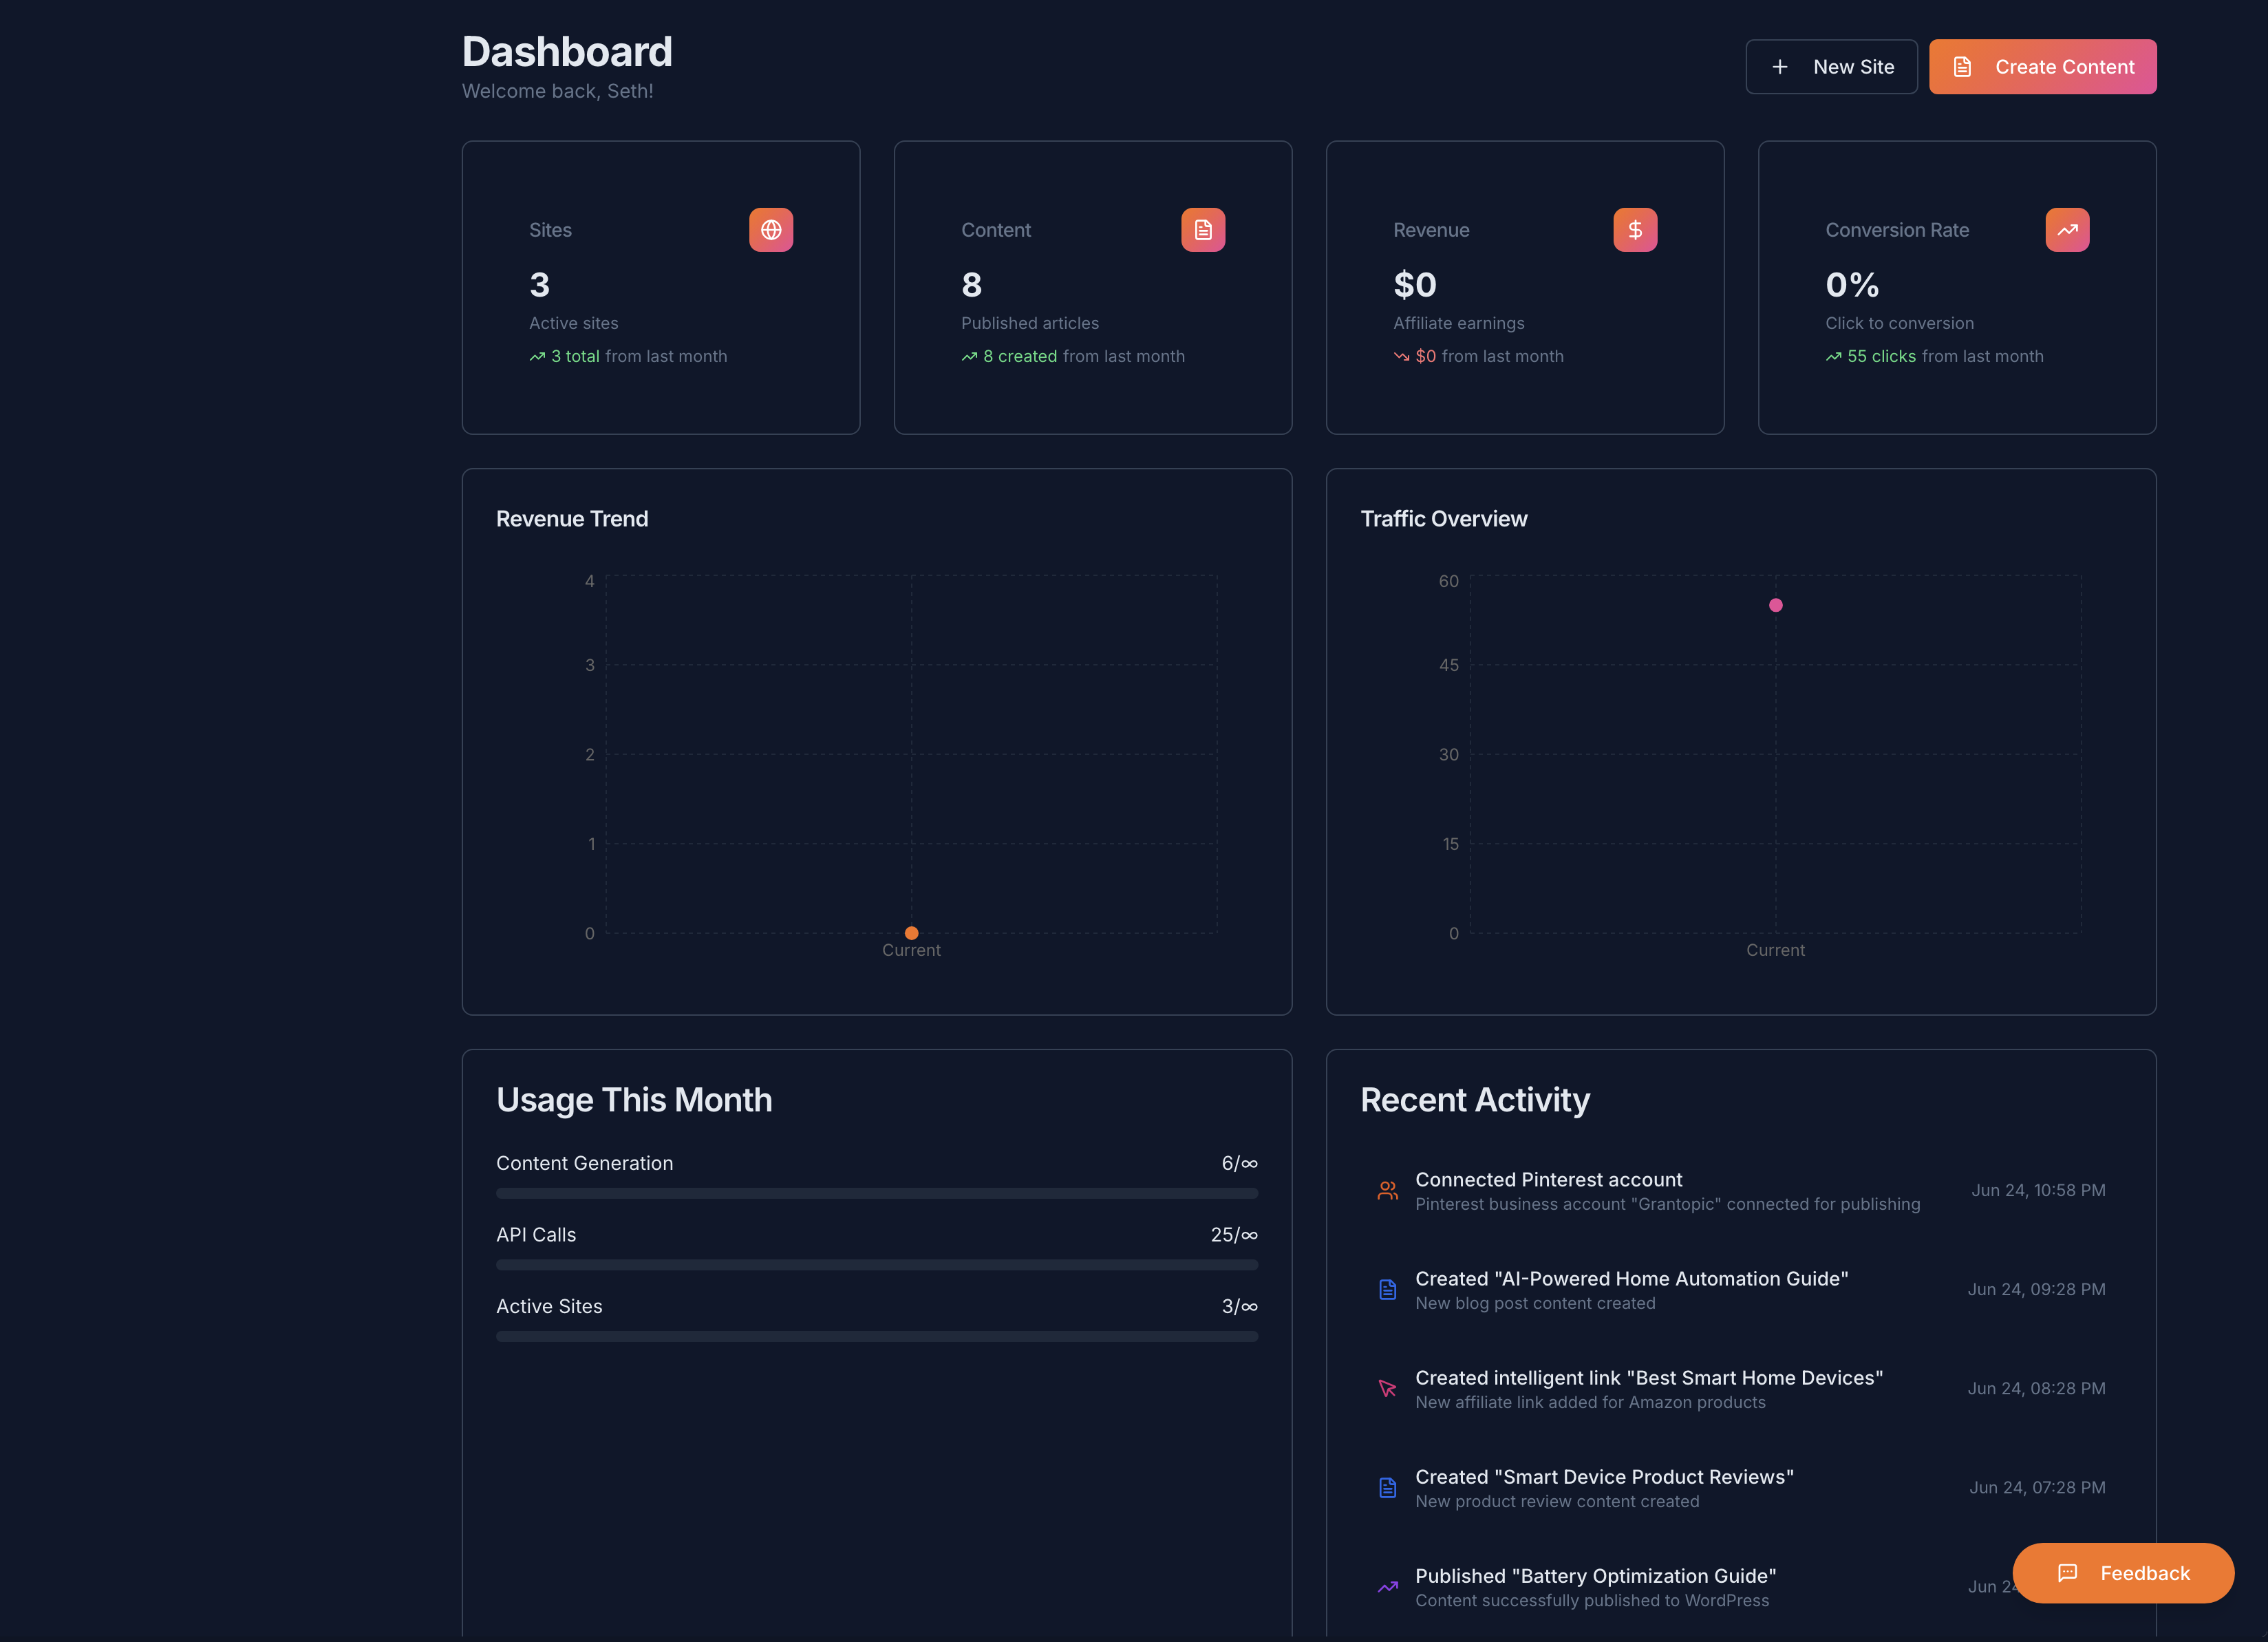 Dashboard
Welcome back, Seth!
New Site
Create Content
Sites
3
Active sites
3 total from last month
Content
8
Published articles
8 created from last month
Revenue
$0
Affiliate earnings
$0 from last month
Conversion Rate
0%
Click to conversion
55 clicks from last month
Revenue Trend
4
3
2
1
0
Current
Traffic Overview
60
45
30
15
0
Current
Usage This Month
Content Generation 6/∞
API Calls 25/∞
Active Sites 3/∞
Recent Activity
Connected Pinterest account
Pinterest business account "Grantopic" connected for publishing
Jun 24, 10:58 PM
Created "AI-Powered Home Automation Guide"
New blog post content created
Jun 24, 09:28 PM
Created intelligent link "Best Smart Home Devices"
New affiliate link added for Amazon products
Jun 24, 08:28 PM
Created "Smart Device Product Reviews"
New product review content created
Jun 24, 07:28 PM
Published "Battery Optimization Guide"
Content successfully published to WordPress
Jun
Feedback